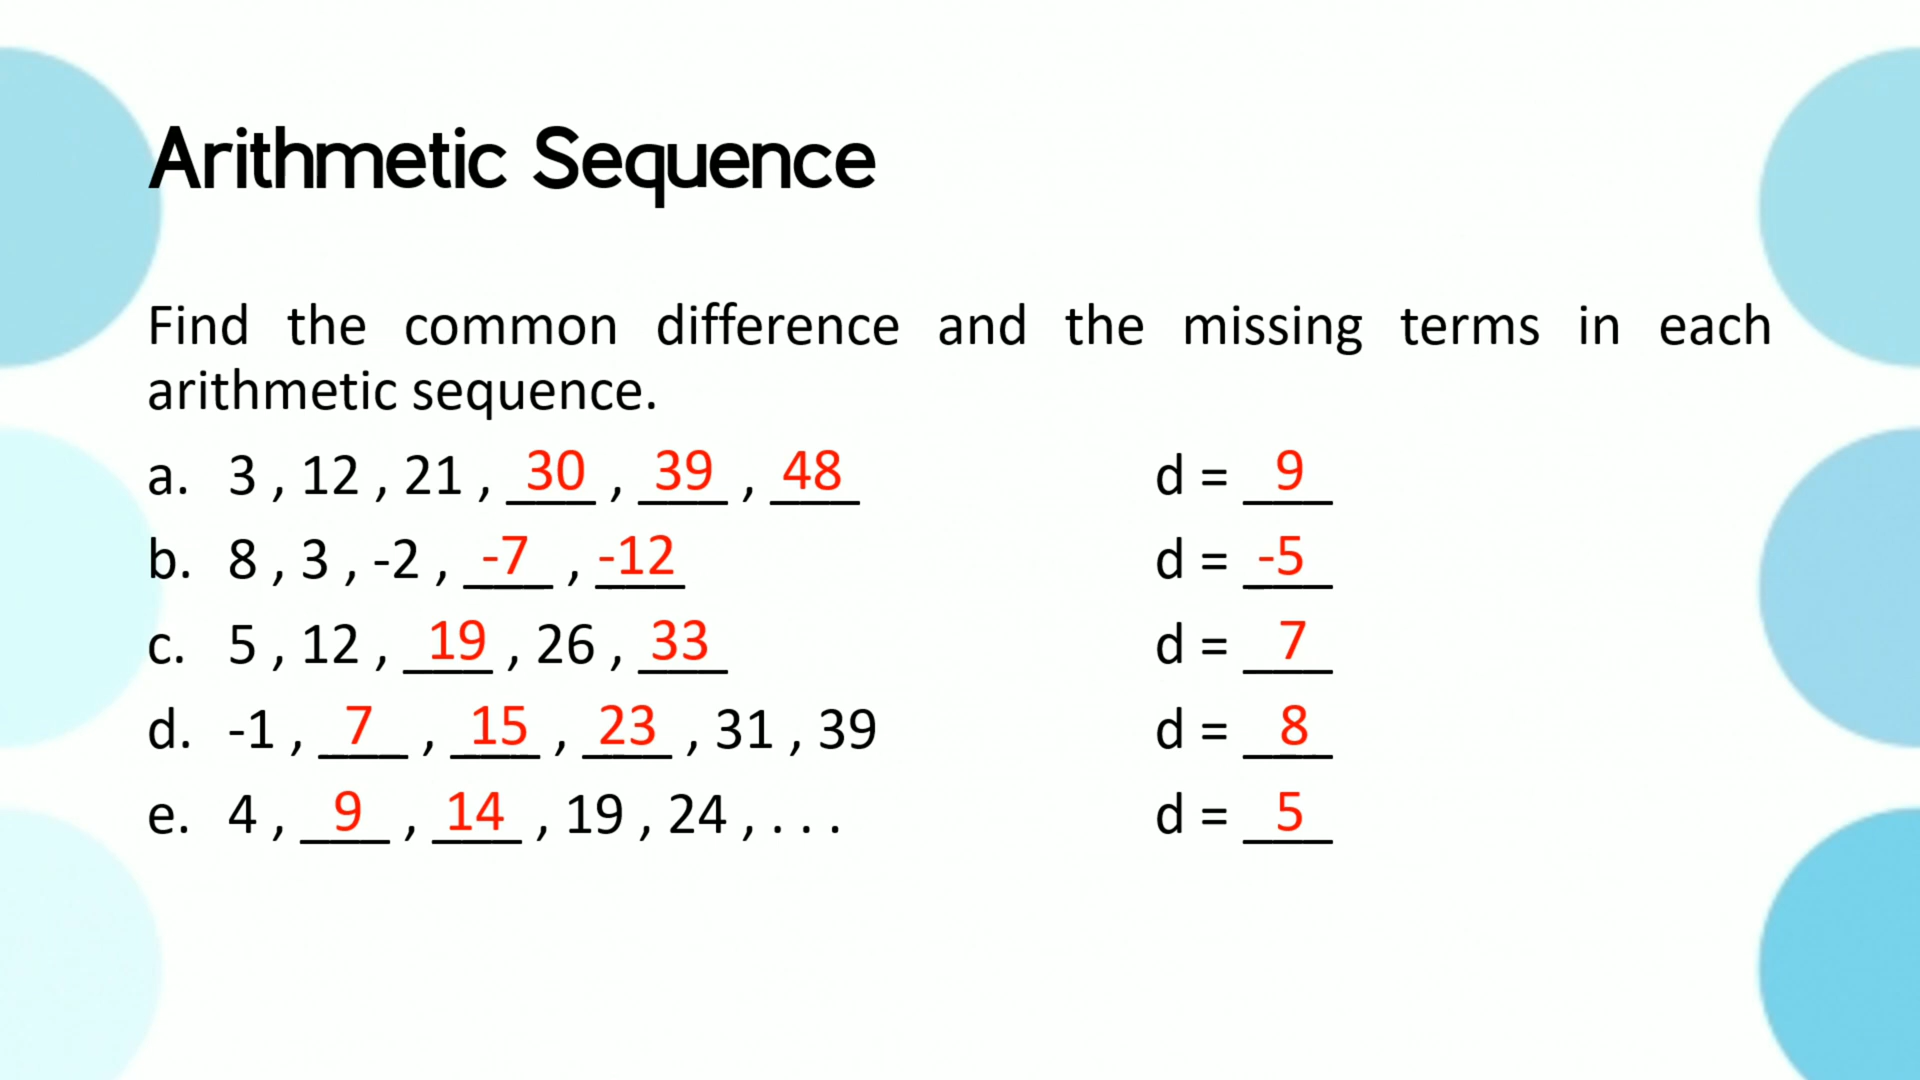 Arithmetic Sequence
Find the common difference and the missing terms in each
arithmetic sequence.
a. 3 , 12 , 21 , 30 , 39 , 48 d = 9
b. 8 , 3 , -2 , -7 , -12 d = -5
c. 5 , 12 , 19 , 26 , 33 d = 7
d. -1 , 7 , 15 , 23 , 31 , 39 d = 8
e. 4 , 9 , 14 , 19 , 24 , . . . d = 5